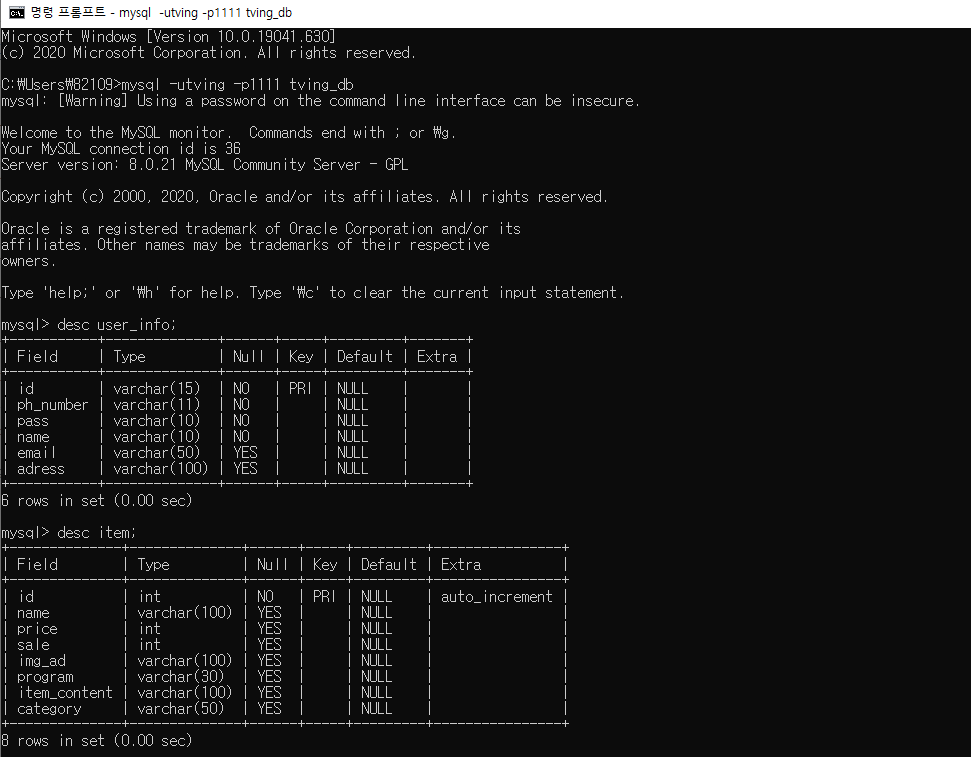 명령 프롬프트 - mysql  -utving -p1111 tving_db
Microsoft Windows [Version 10.0.19041.630]
(c) 2020 Microsoft Corporation. All rights reserved.
C:₩Users₩82109>mysql -utving -p1111 tving_db
mysql: [Warning] Using a password on the command line interface can be insecure.
Welcome to the MySQL monitor.  Commands end with ; or ₩g.
Your MySQL connection id is 36
Server version: 8.0.21 MySQL Community Server - GPL
Copyright (c) 2000, 2020, Oracle and/or its affiliates. All rights reserved.
Oracle is a registered trademark of Oracle Corporation and/or its
affiliates. Other names may be trademarks of their respective
owners.
Type 'help;' or '₩h' for help. Type '₩c' to clear the current input statement.
mysql> desc user_info;
+-----------+--------------+------+-----+---------+-------+
| Field     | Type         | Null | Key | Default | Extra |
+-----------+--------------+------+-----+---------+-------+
| id        | varchar(15)  | NO   | PRI | NULL    |       |
| ph_number | varchar(11)  | NO   |     | NULL    |       |
| pass      | varchar(10)  | NO   |     | NULL    |       |
| name      | varchar(10)  | NO   |     | NULL    |       |
| email     | varchar(50)  | YES  |     | NULL    |       |
| adress    | varchar(100) | YES  |     | NULL    |       |
+-----------+--------------+------+-----+---------+-------+
6 rows in set (0.00 sec)
mysql> desc item;
+--------------+--------------+------+-----+---------+----------------+
| Field        | Type         | Null | Key | Default | Extra          |
+--------------+--------------+------+-----+---------+----------------+
| id           | int          | NO   | PRI | NULL    | auto_increment |
| name         | varchar(100) | YES  |     | NULL    |                |
| price        | int          | YES  |     | NULL    |                |
| sale         | int          | YES  |     | NULL    |                |
| img_ad       | varchar(100) | YES  |     | NULL    |                |
| program      | varchar(30)  | YES  |     | NULL    |                |
| item_content | varchar(100) | YES  |     | NULL    |                |
| category     | varchar(50)  | YES  |     | NULL    |                |
+--------------+--------------+------+-----+---------+----------------+
8 rows in set (0.00 sec)